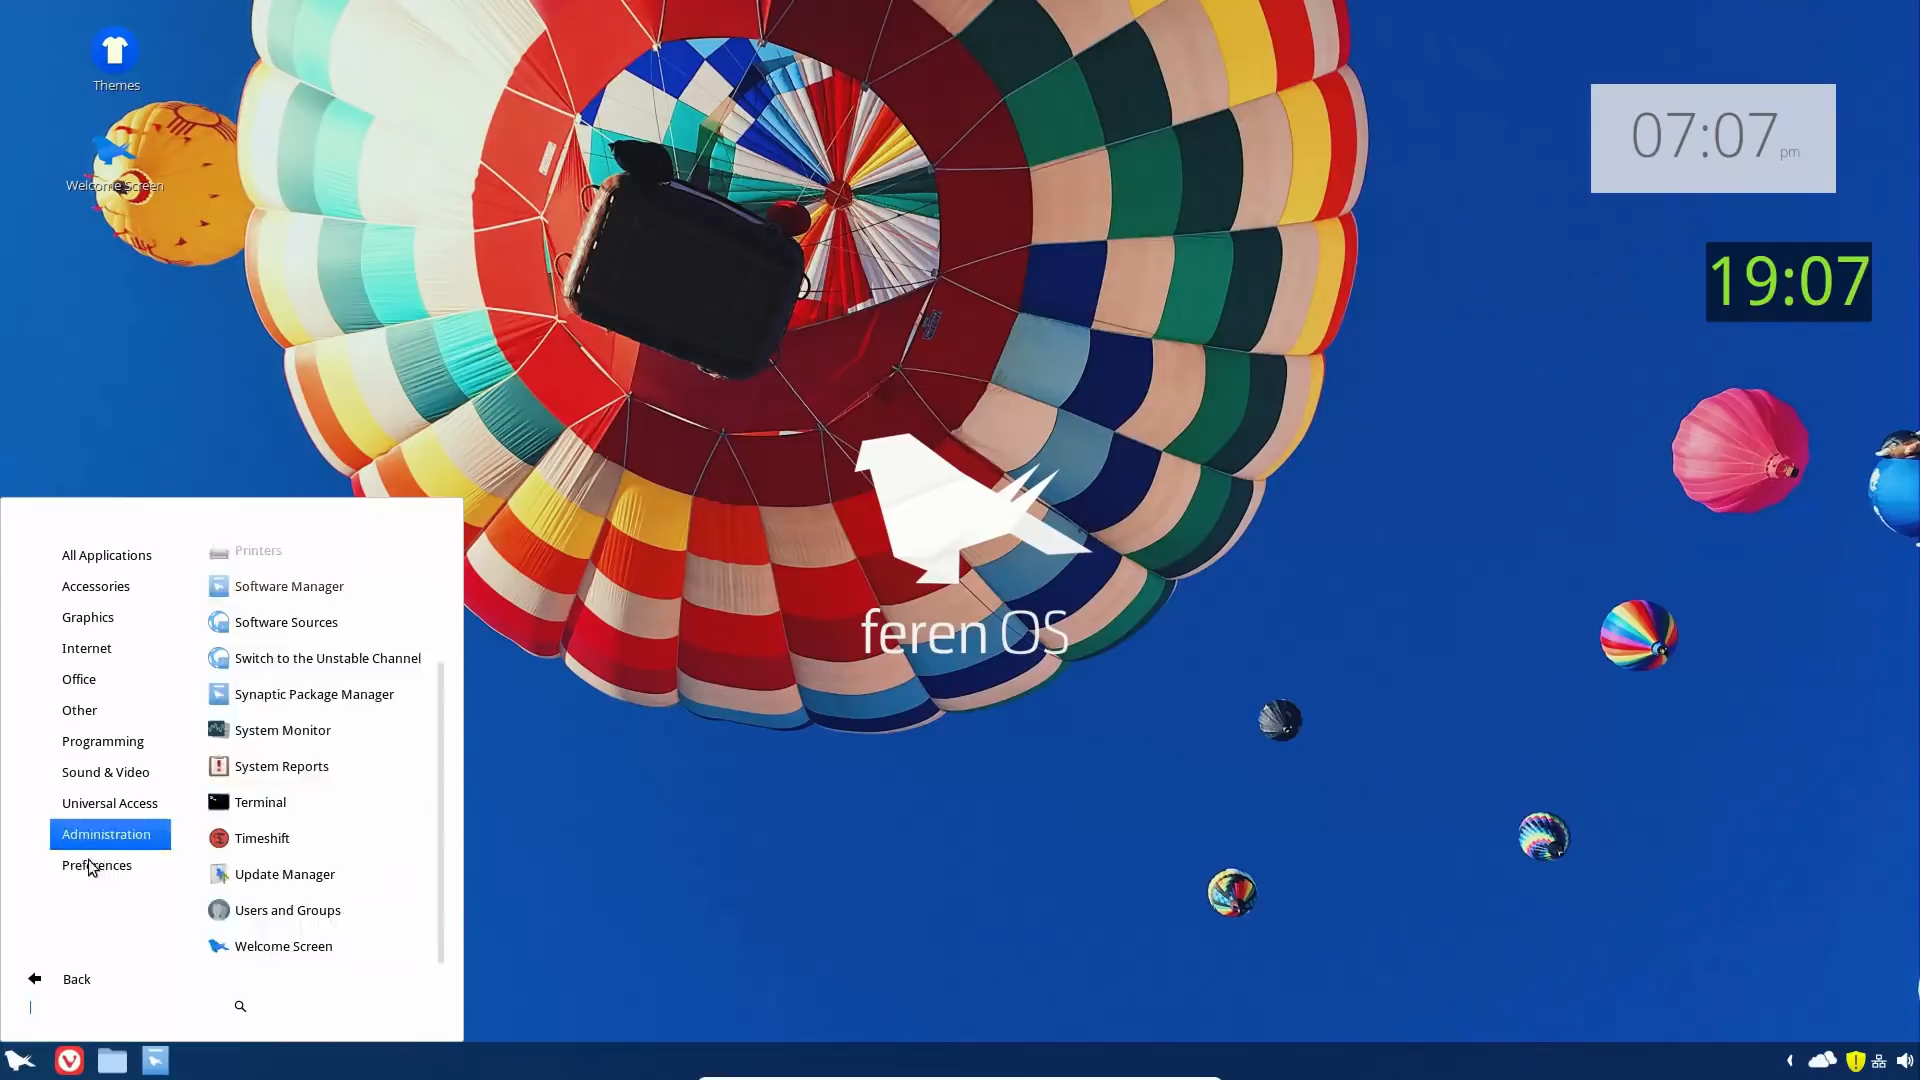 Themes
Welcome Screen
07:07 pm
19:07
feren OS
All Applications
Accessories
Graphics
Internet
Office
Other
Programming
Sound & Video
Universal Access
Administration
Preferences
Printers
Software Manager
Software Sources
Switch to the Unstable Channel
Synaptic Package Manager
System Monitor
System Reports
Terminal
Timeshift
Update Manager
Users and Groups
Welcome Screen
Back